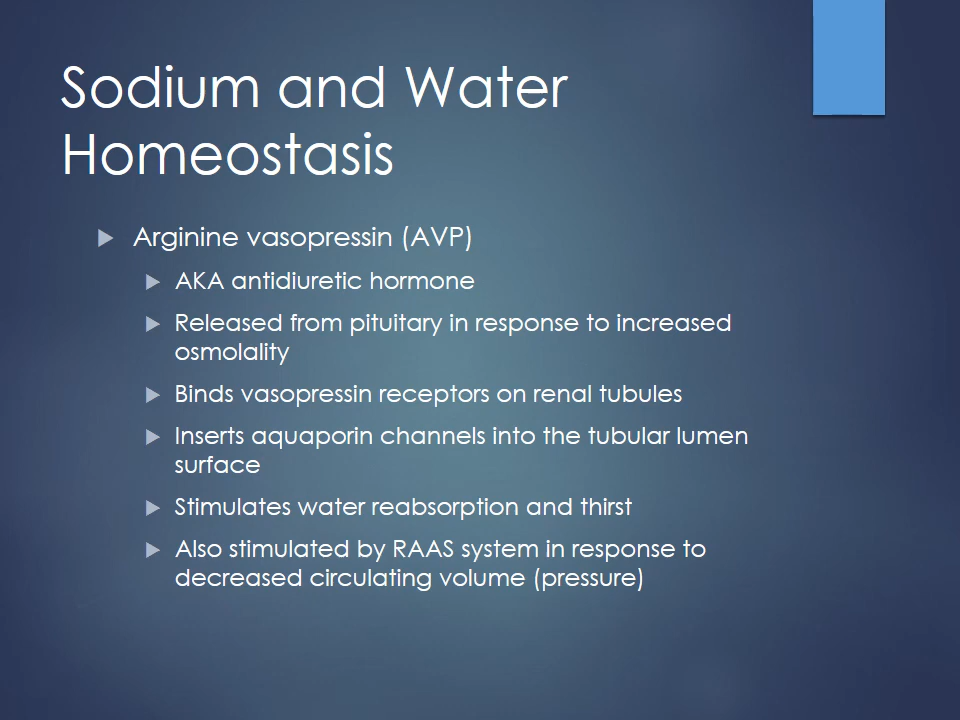 Sodium and Water
Homeostasis
Arginine vasopressin (AVP)
AKA antidiuretic hormone
Released from pituitary in response to increased
osmolality
Binds vasopressin receptors on renal tubules
Inserts aquaporin channels into the tubular lumen
surface
Stimulates water reabsorption and thirst
Also stimulated by RAAS system in response to
decreased circulating volume (pressure)